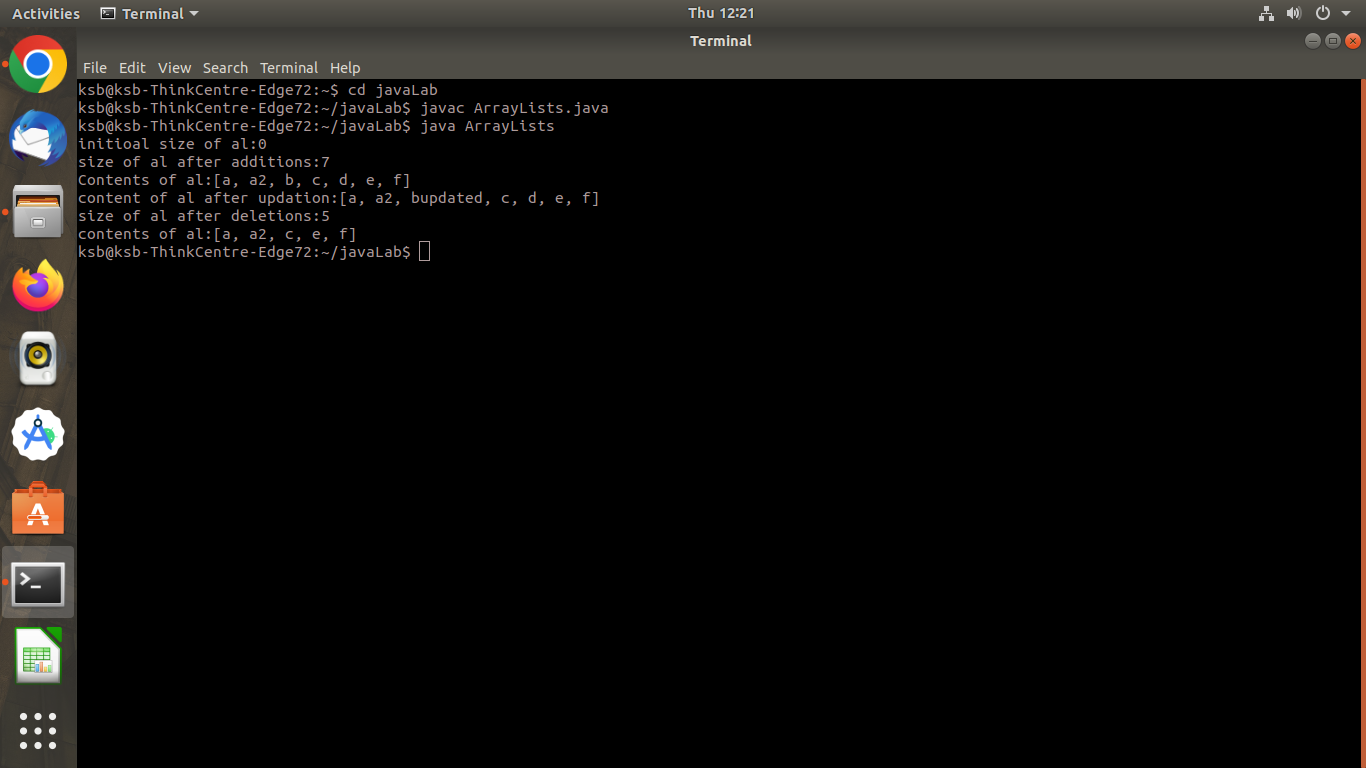 Activities Terminal Thu 12:21
Terminal
File Edit View Search Terminal Help
ksb@ksb-ThinkCentre-Edge72:~$ cd javaLab
ksb@ksb-ThinkCentre-Edge72:~/javaLab$ javac ArrayLists.java
ksb@ksb-ThinkCentre-Edge72:~/javaLab$ java ArrayLists
initioal size of al:0
size of al after additions:7
Contents of al:[a, a2, b, c, d, e, f]
content of al after updation:[a, a2, bupdated, c, d, e, f]
size of al after deletions:5
contents of al:[a, a2, c, e, f]
ksb@ksb-ThinkCentre-Edge72:~/javaLab$